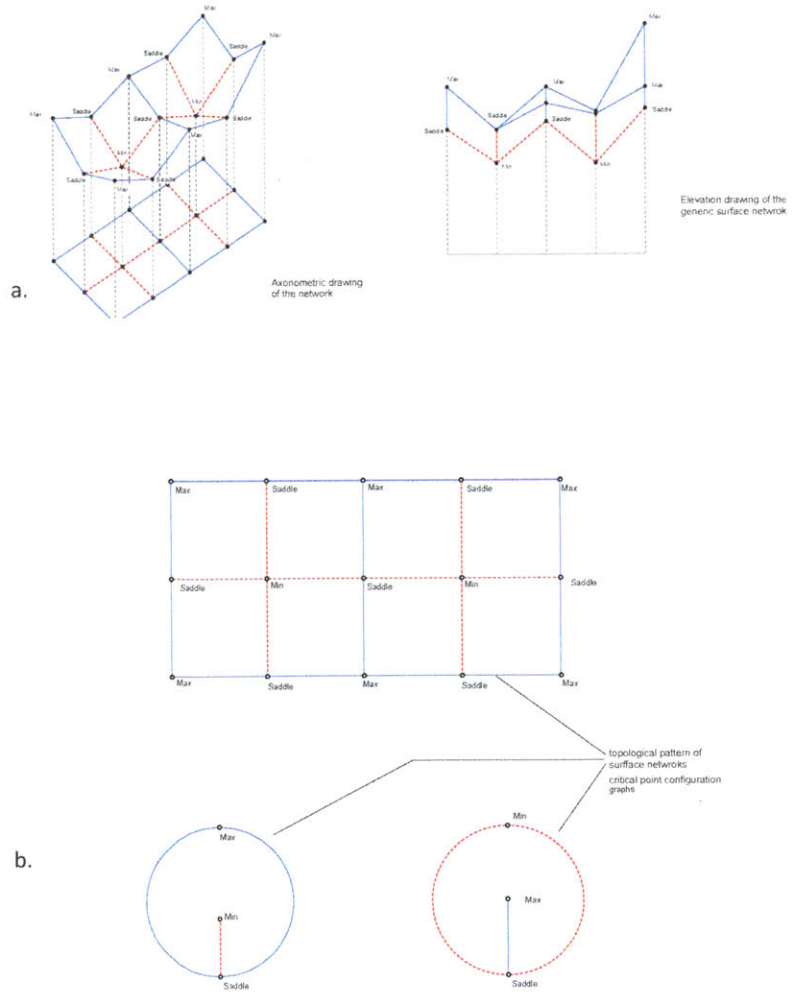 Max
Max
Saddle
Saddle
Max
Min
Max
Saddle
Saddle
Saddle
Max
Min
Saddle
Saddle
Max
Axonometric drawing
of the network
a.
Max
Max
Max
Max
Saddle
Saddle
Saddle
Saddle
Min
Min
Elevation drawing of the
generic surface netwrok
Max
Saddle
Max
Saddle
Max
Saddle
Min
Saddle
Min
Saddle
Max
Saddle
Max
Saddle
Max
topological pattern of
surfface netwroks
critical point configuration
graphs
b.
Max
Min
Saddle
Min
Max
Saddle